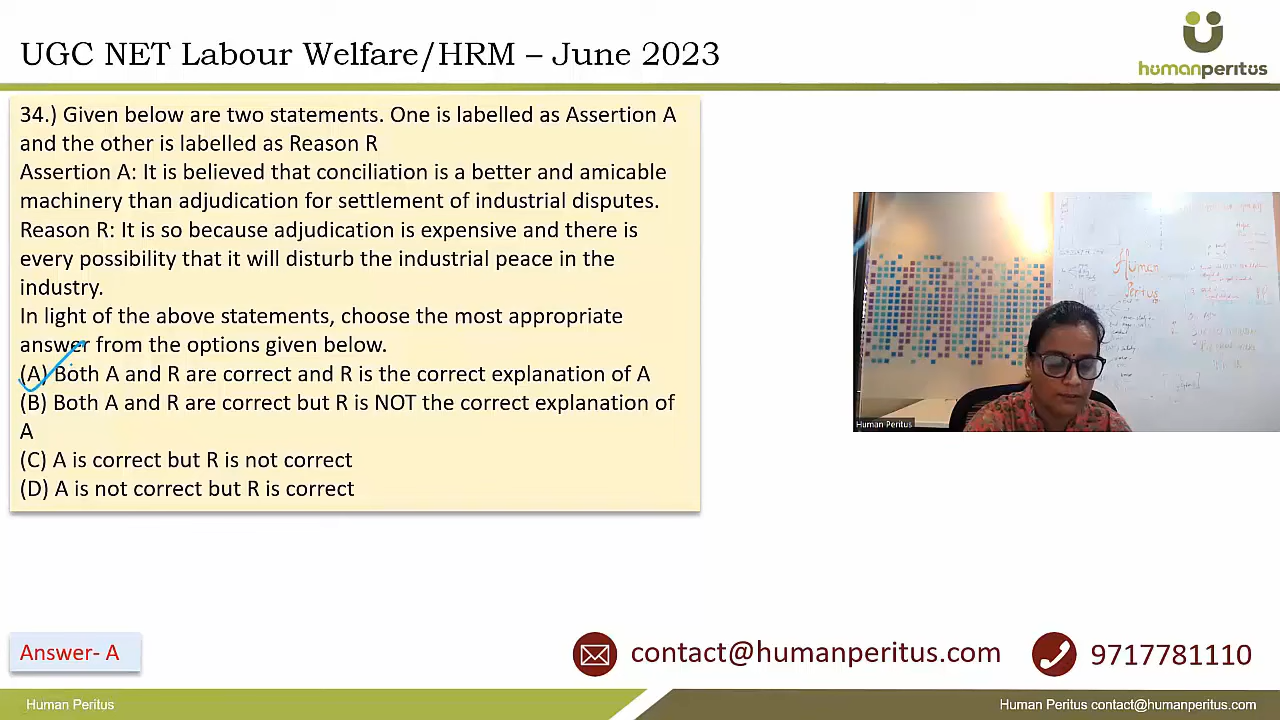 UGC NET Labour Welfare/HRM – June 2023
humanperitus
34.) Given below are two statements. One is labelled as Assertion A
and the other is labelled as Reason R
Assertion A: It is believed that conciliation is a better and amicable
machinery than adjudication for settlement of industrial disputes.
Reason R: It is so because adjudication is expensive and there is
every possibility that it will disturb the industrial peace in the
industry.
In light of the above statements, choose the most appropriate
answer from the options given below.
(A) Both A and R are correct and R is the correct explanation of A
(B) Both A and R are correct but R is NOT the correct explanation of
A
(C) A is correct but R is not correct
(D) A is not correct but R is correct
Human
Peritus
Human Peritus
Answer- A
contact@humanperitus.com
9717781110
Human Peritus
Human Peritus contact@humanperitus.com